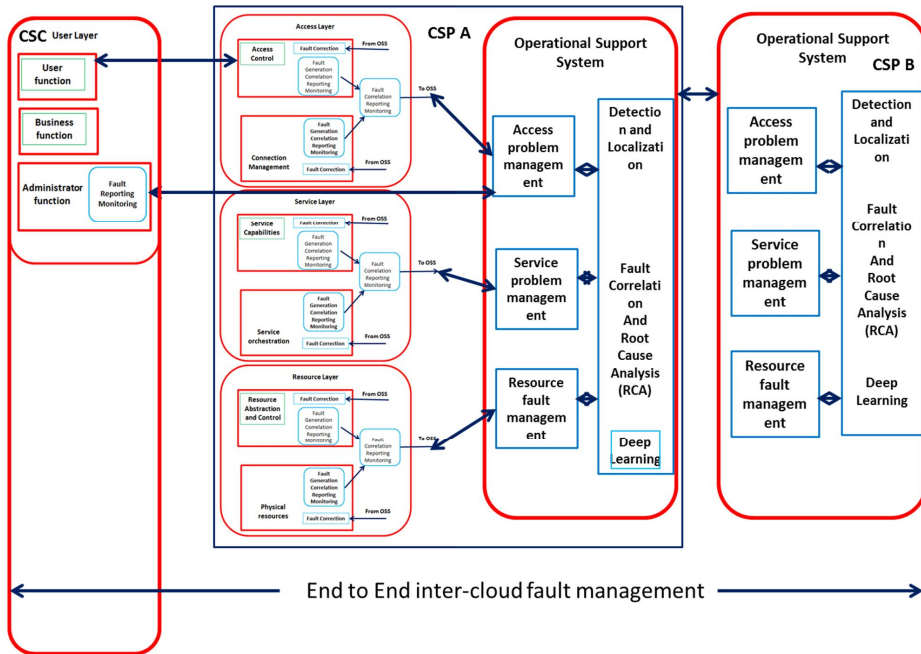 CSC User Layer
User
function
Business
function
Administrator
function
Fault
Reporting
Monitoring
CSP A
Access Layer
Access
Control
Fault Correction
From OSS
Fault
Generation
Correlation
Reporting
Monitoring
Fault
Correlation
Reporting
Monitoring
To OSS
Fault
Generation
Correlation
Reporting
Monitoring
Connection
Management
Fault Correction
From OSS
Service Layer
Service
Capabilities
Fault Correction
From OSS
Fault
Generation
Correlation
Reporting
Monitoring
Fault
Correlation
Reporting
Monitoring
To OSS
Fault
Generation
Correlation
Reporting
Monitoring
Service
orchestration
Fault Correction
From OSS
Resource Layer
Resource
Abstraction
and Control
Fault Correction
From OSS
Fault
Generation
Correlation
Reporting
Monitoring
Fault
Correlation
Reporting
Monitoring
To OSS
Fault
Generation
Correlation
Reporting
Monitoring
Physical
resources
Fault Correction
From OSS
Operational Support
System
Access
problem
managem
ent
Service
problem
managem
ent
Resource
fault
managem
ent
Detectio
n and
Localizati
on
Fault
Correlatio
n
And
Root
Cause
Analysis
(RCA)
Deep
Learning
Operational Support
System
CSP B
Access
problem
managem
ent
Service
problem
managem
ent
Resource
fault
managem
ent
Detectio
n and
Localizati
on
Fault
Correlatio
n
And
Root
Cause
Analysis
(RCA)
Deep
Learning
End to End inter-cloud fault management